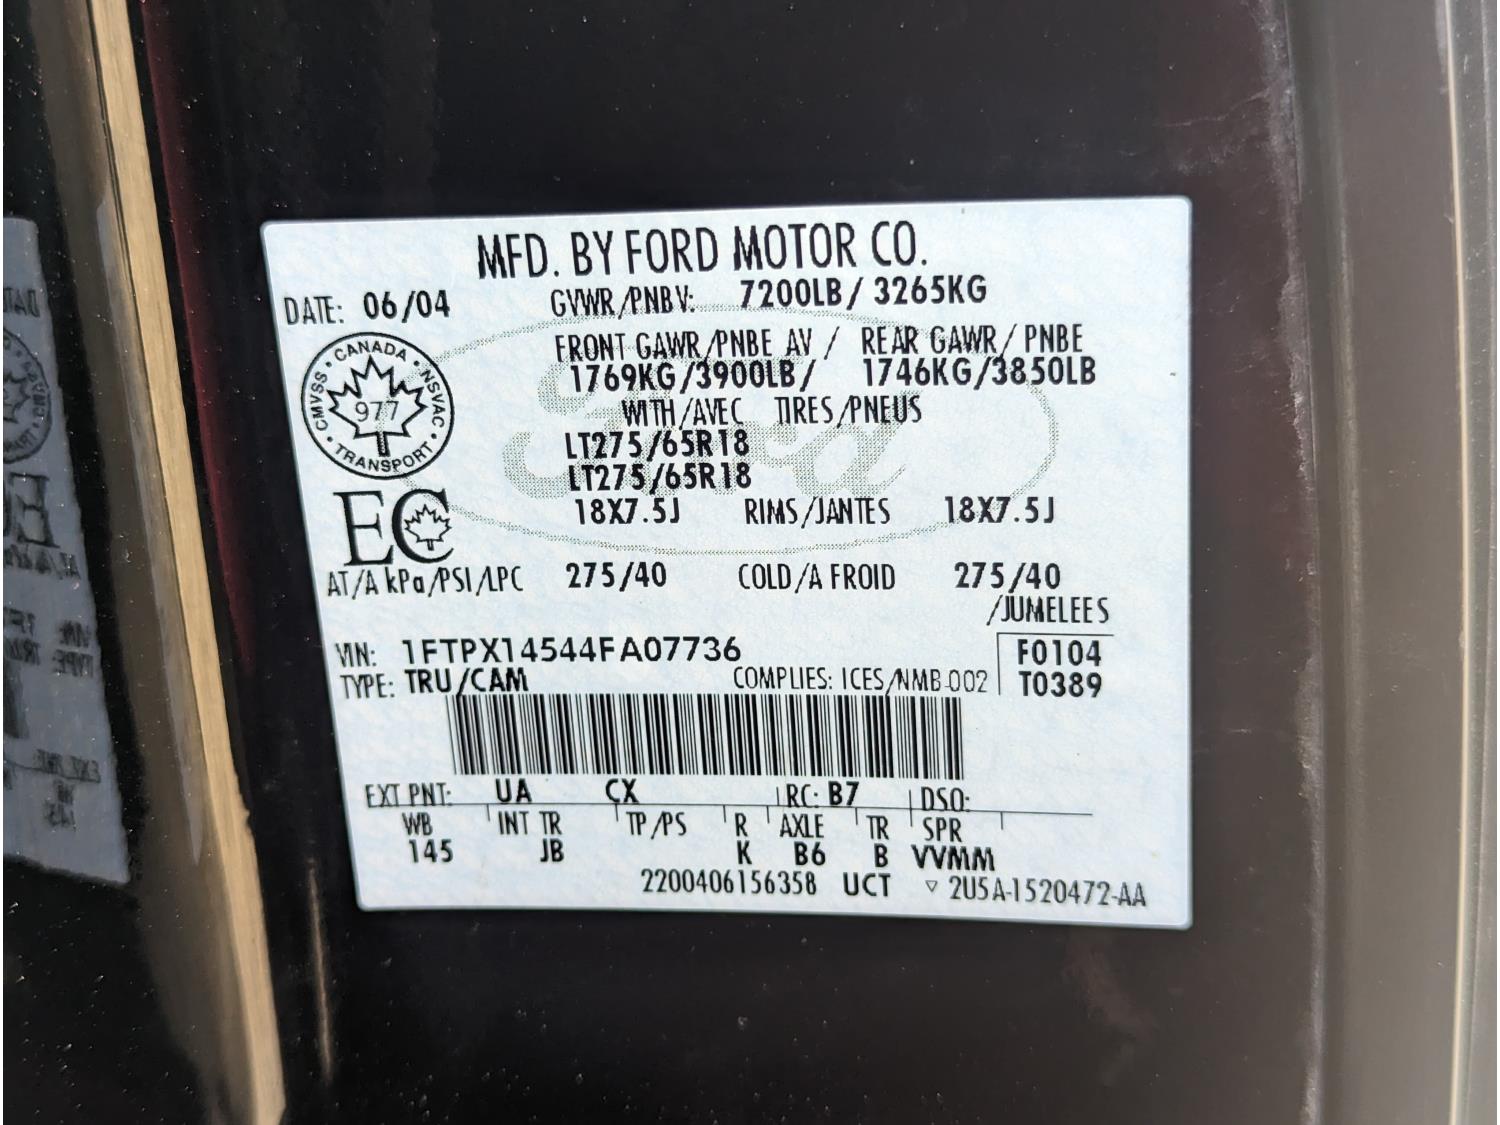 MFD. BY FORD MOTOR CO.
DATE: 06/04 GVWR/PNBV: 7200LB/ 3265KG
FRONT GAWR/PNBE AV / REAR GAWR/ PNBE
1769KG/3900LB/ 1746KG/3850LB
WITH/AVEC TIRES/PNEUS
LT275/65R18
LT275/65R18
18X7.5J RIMS/JANTES 18X7.5J
CANADA · NSVAC · TRANSPORT · CMVSS ·
977
EC
AT/A kPa/PSI/LPC 275/40 COLD/A FROID 275/40
/JUMELEES
VIN: 1FTPX14544FA07736 F0104
TYPE: TRU/CAM COMPLIES: ICES/NMB-002 T0389
EXT PNT: UA CX RC: B7 DSO:
WB INT TR TP/PS R AXLE TR SPR
145 JB K B6 B VVMM
2200406156358 UCT ▽ 2U5A-1520472-AA
Ford